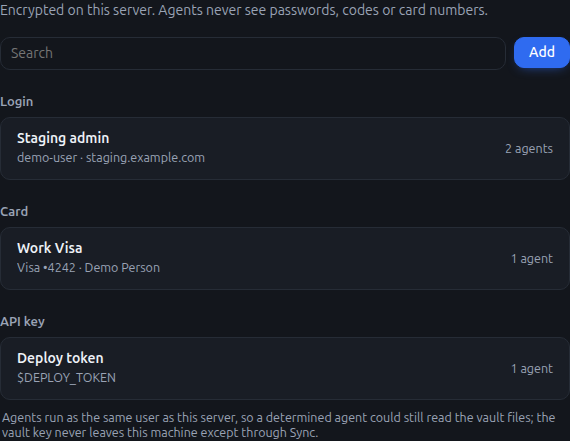 Encrypted on this server. Agents never see passwords, codes or card numbers.
Search
Add
Login
Staging admin
demo-user · staging.example.com
2 agents
Card
Work Visa
Visa •4242 · Demo Person
1 agent
API key
Deploy token
$DEPLOY_TOKEN
1 agent
Agents run as the same user as this server, so a determined agent could still read the vault files; the
vault key never leaves this machine except through Sync.